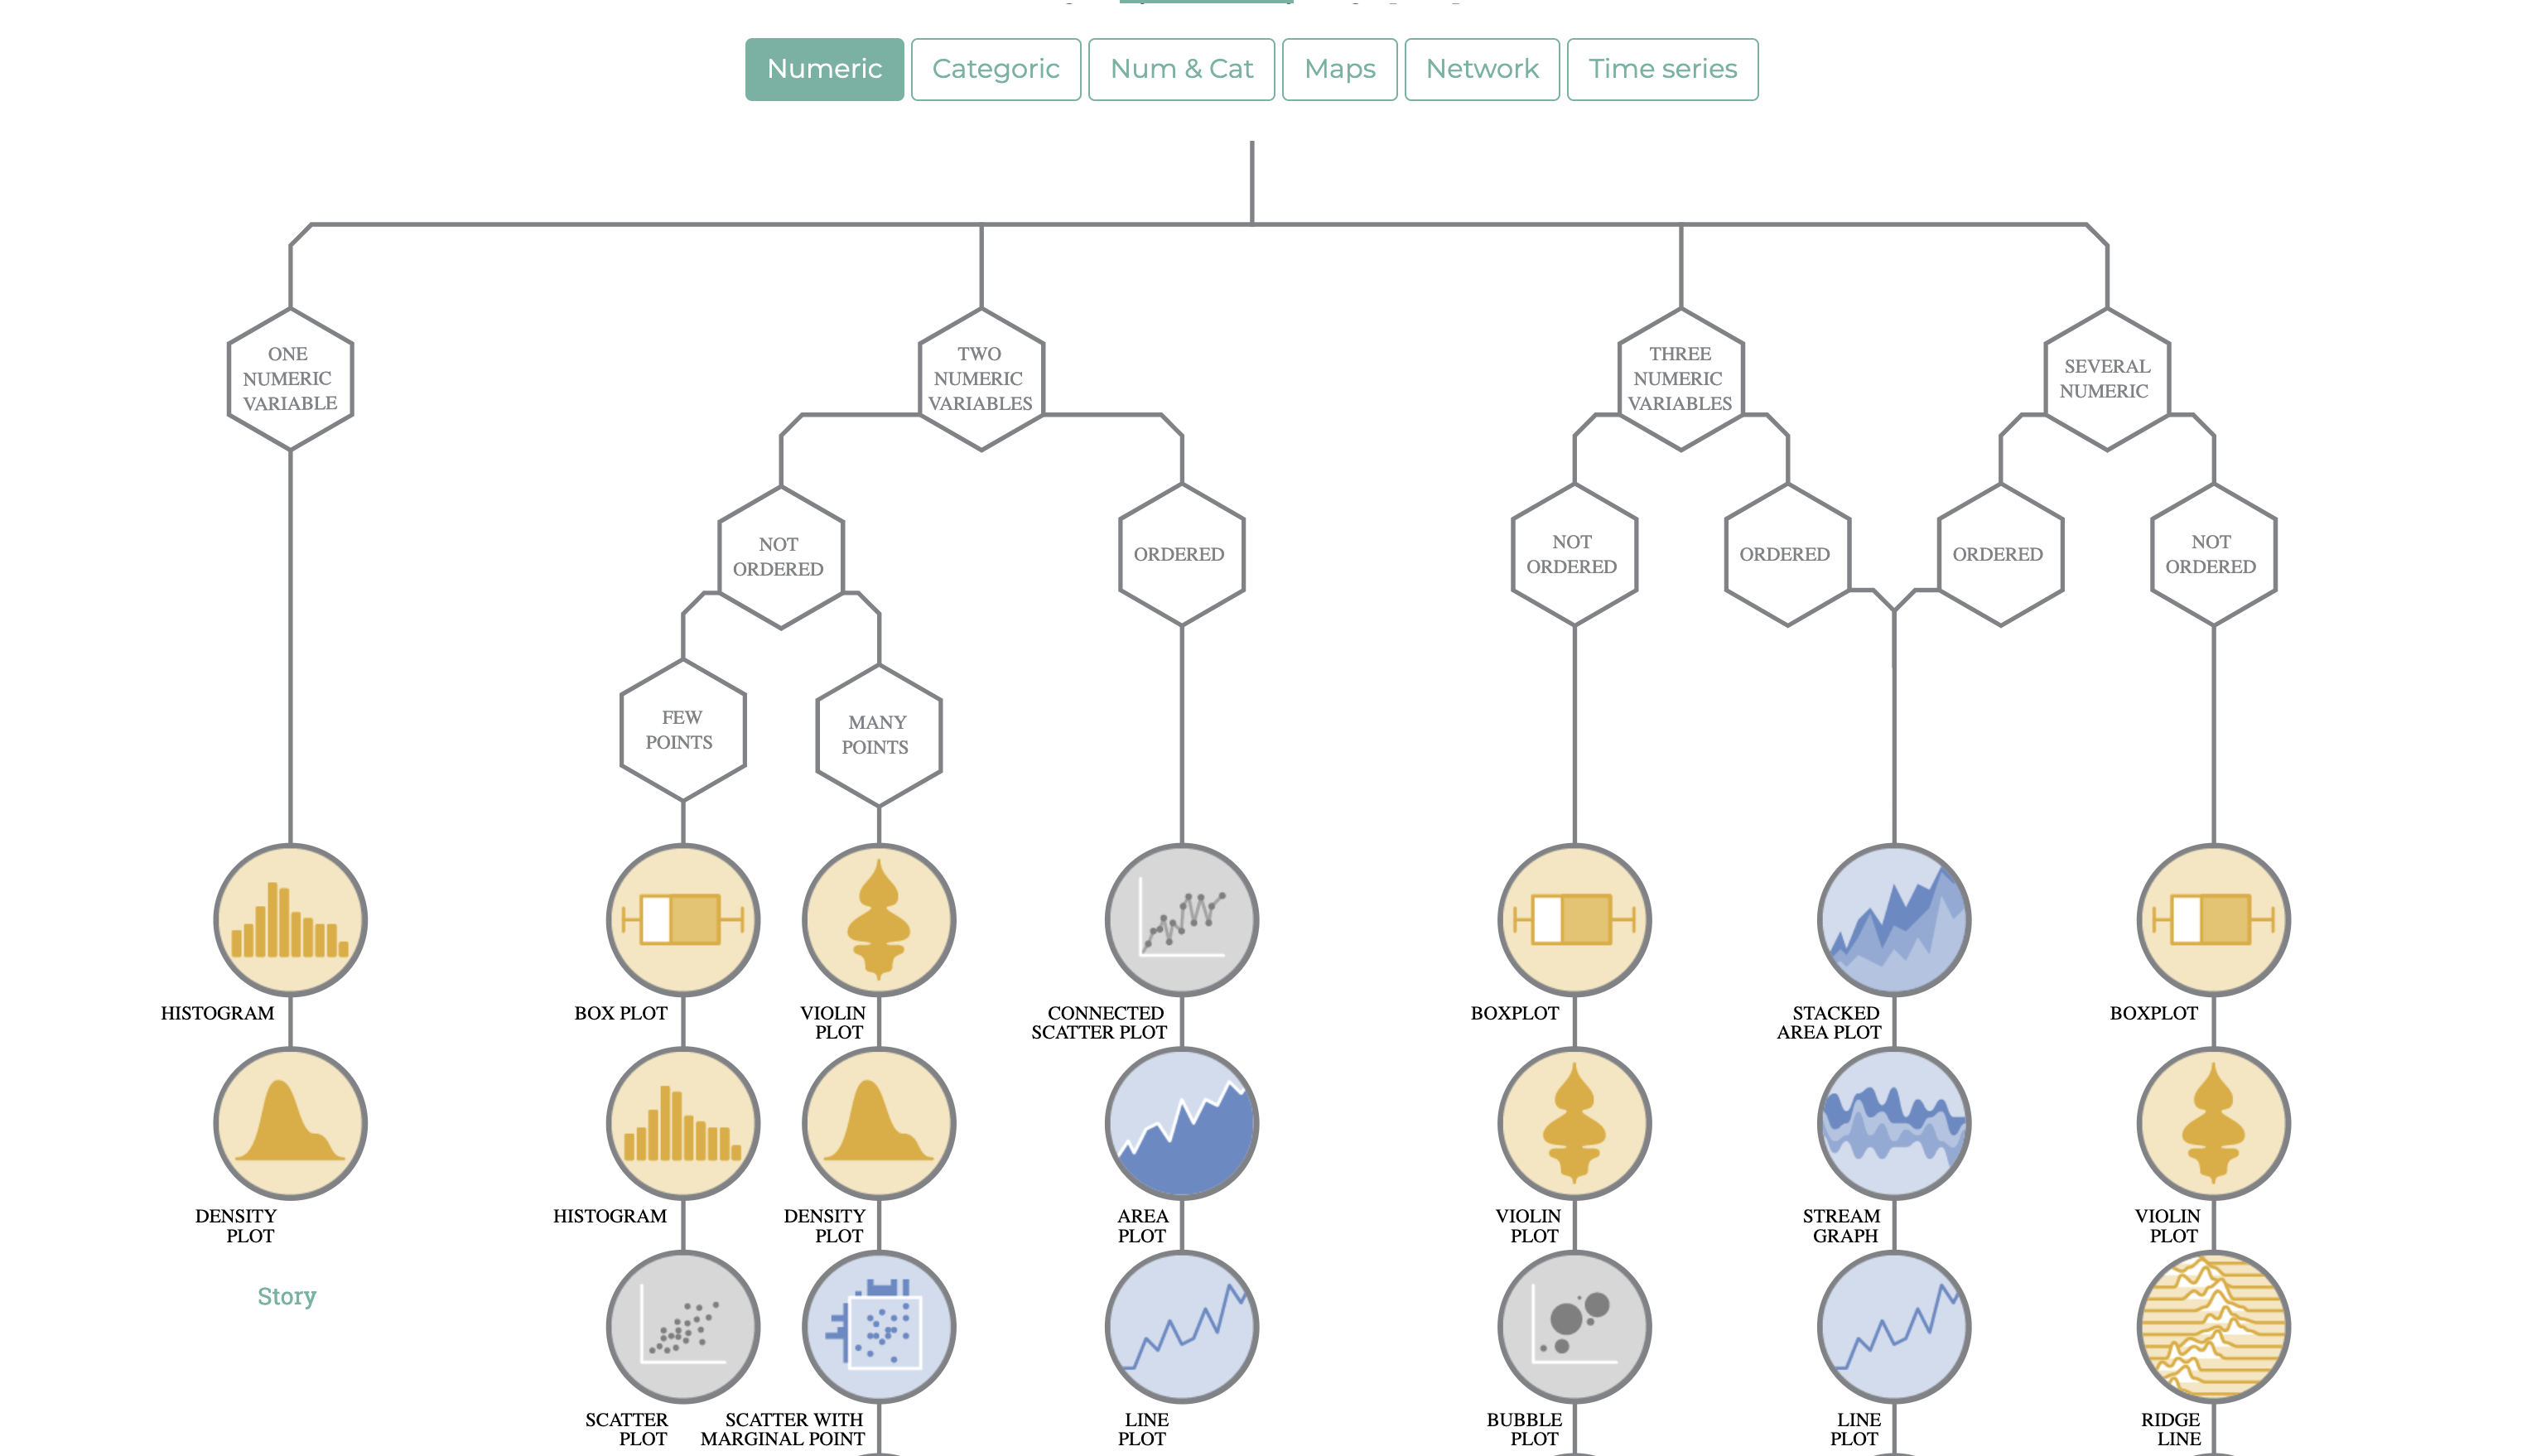 Numeric
Categoric
Num & Cat
Maps
Network
Time series
ONE
NUMERIC
VARIABLE
TWO
NUMERIC
VARIABLES
THREE
NUMERIC
VARIABLES
SEVERAL
NUMERIC
NOT
ORDERED
ORDERED
NOT
ORDERED
ORDERED
ORDERED
NOT
ORDERED
FEW
POINTS
MANY
POINTS
HISTOGRAM
BOX PLOT
VIOLIN
PLOT
CONNECTED
SCATTER PLOT
BOXPLOT
STACKED
AREA PLOT
BOXPLOT
DENSITY
PLOT
HISTOGRAM
DENSITY
PLOT
AREA
PLOT
VIOLIN
PLOT
STREAM
GRAPH
VIOLIN
PLOT
Story
SCATTER
PLOT
SCATTER WITH
MARGINAL POINT
LINE
PLOT
BUBBLE
PLOT
LINE
PLOT
RIDGE
LINE